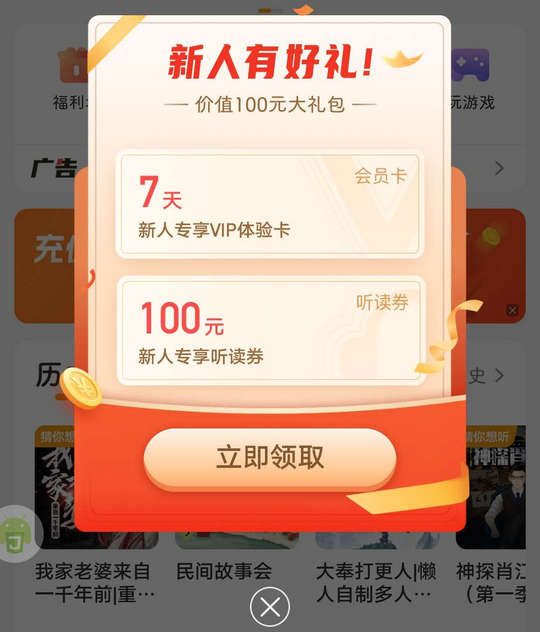 新人有好礼!
价值100元大礼包
福利
玩游戏
广告
会员卡
7天
新人专享VIP体验卡
听读券
100元
新人专享听读券
充
历
史
立即领取
猜你想
猜你想听
我家
神探肖
我家老婆来自一千年前|重…
民间故事会
大奉打更人|懒人自制多人…
神探肖江
(第一季